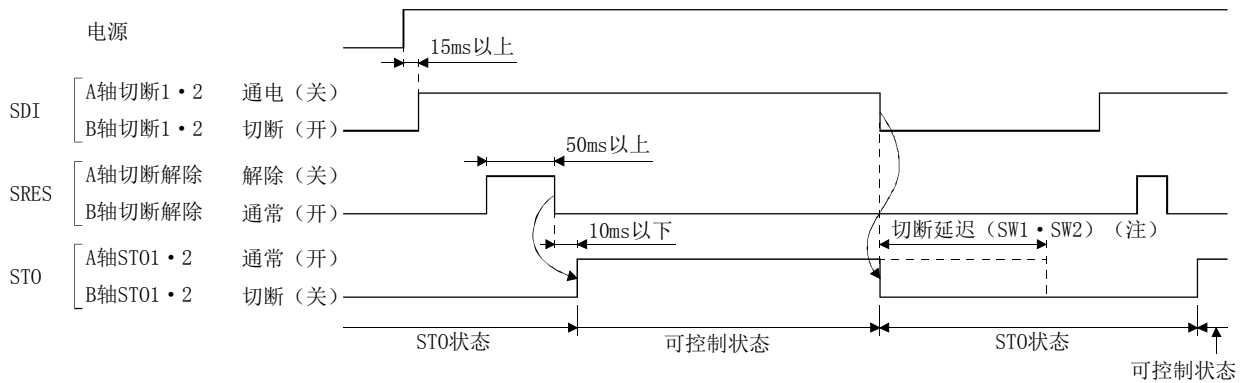 电源
15ms以上
SDI
A轴切断1・2 通电（关）
B轴切断1・2 切断（开）
50ms以上
SRES
A轴切断解除 解除（关）
B轴切断解除 通常（开）
10ms以下
切断延迟（SW1・SW2）（注）
STO
A轴STO1・2 通常（开）
B轴STO1・2 切断（关）
STO状态 可控制状态 STO状态
可控制状态